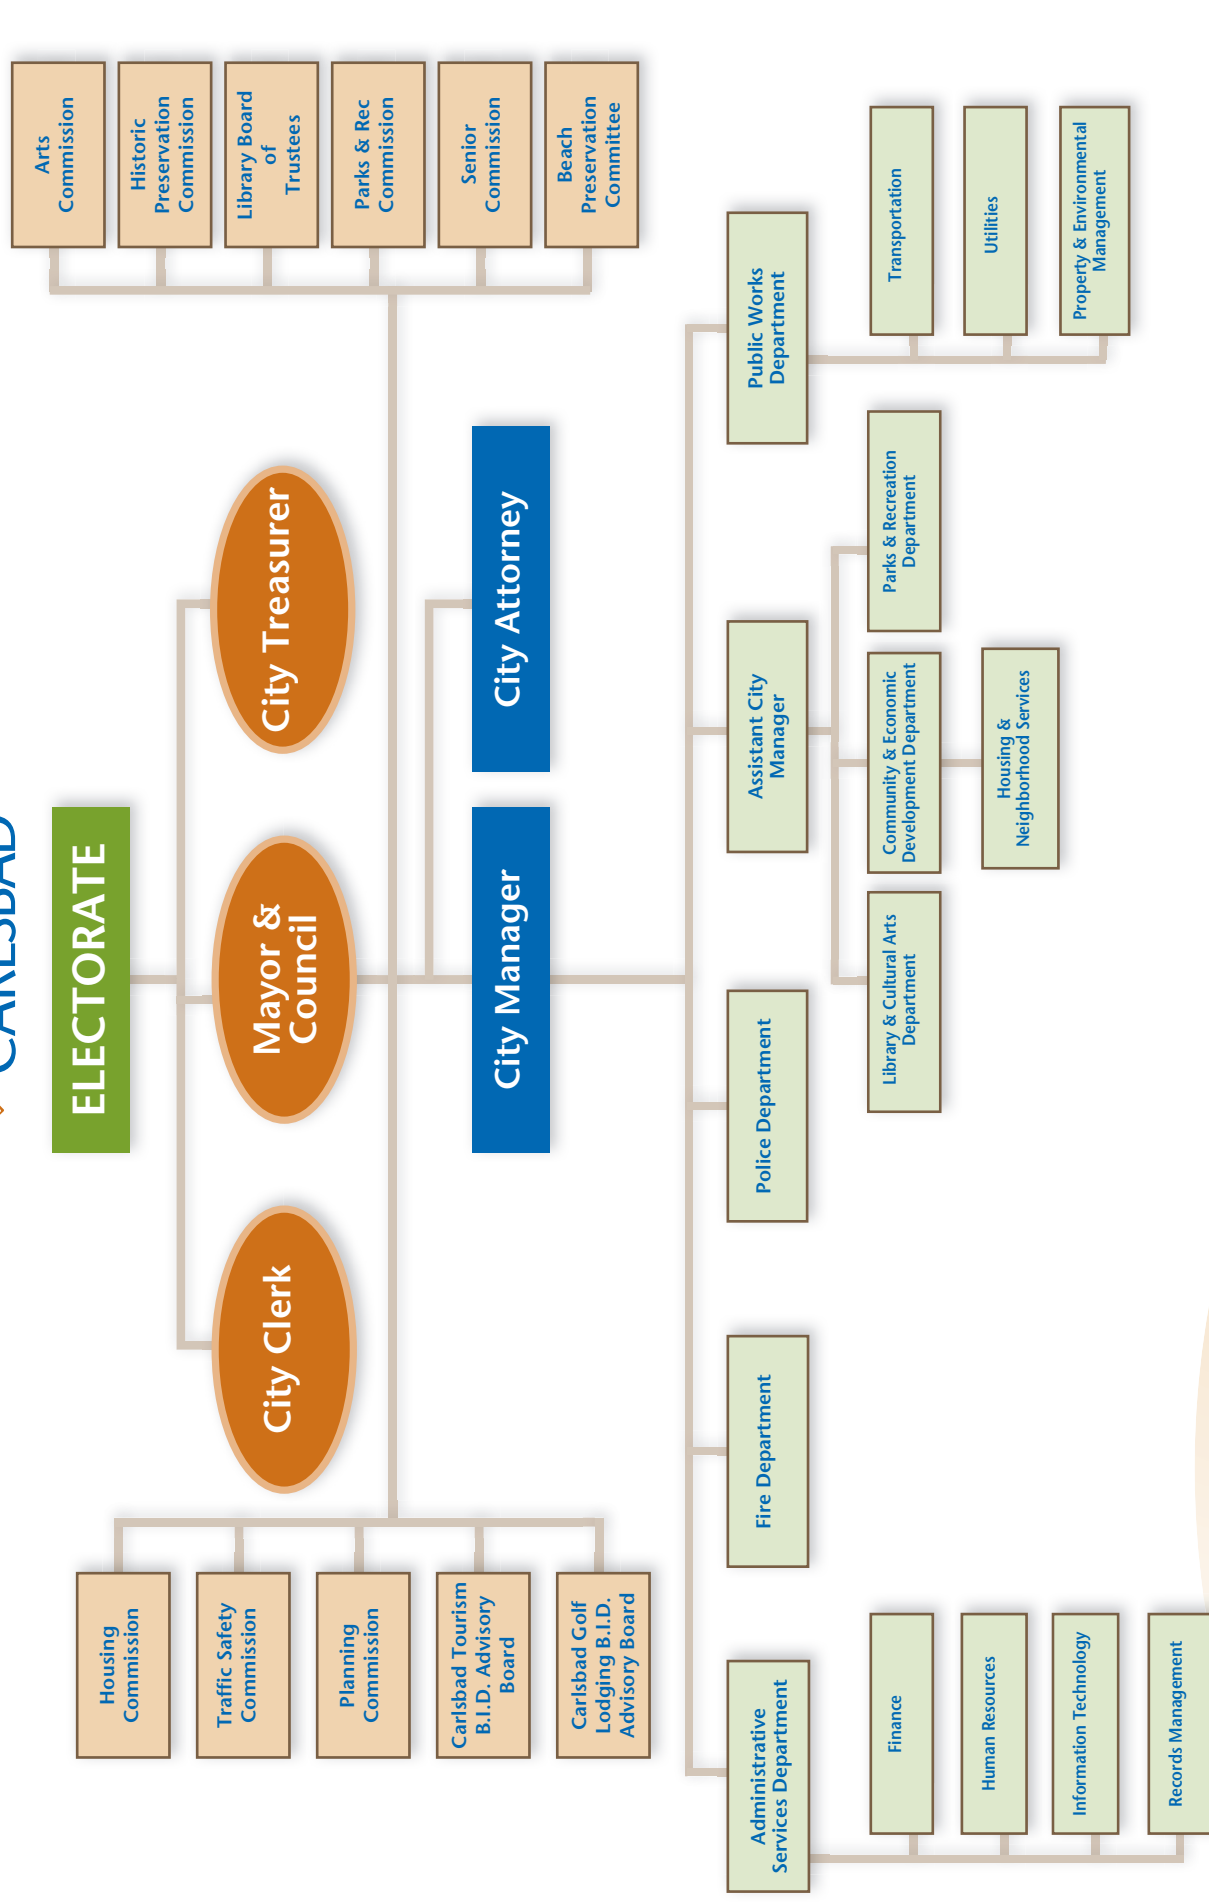 CARLSBAD
ELECTORATE
City Clerk
Mayor &
Council
City Treasurer
Housing
Commission
Traffic Safety
Commission
Planning
Commission
Carlsbad Tourism
B.I.D. Advisory
Board
Carlsbad Golf
Lodging B.I.D.
Advisory Board
Arts
Commission
Historic
Preservation
Commission
Library Board
of
Trustees
Parks & Rec
Commission
Senior
Commission
Beach
Preservation
Committee
City Manager
City Attorney
Administrative
Services Department
Fire Department
Police Department
Assistant City
Manager
Public Works
Department
Finance
Human Resources
Information Technology
Records Management
Library & Cultural Arts
Department
Community & Economic
Development Department
Parks & Recreation
Department
Housing &
Neighborhood Services
Transportation
Utilities
Property & Environmental
Management